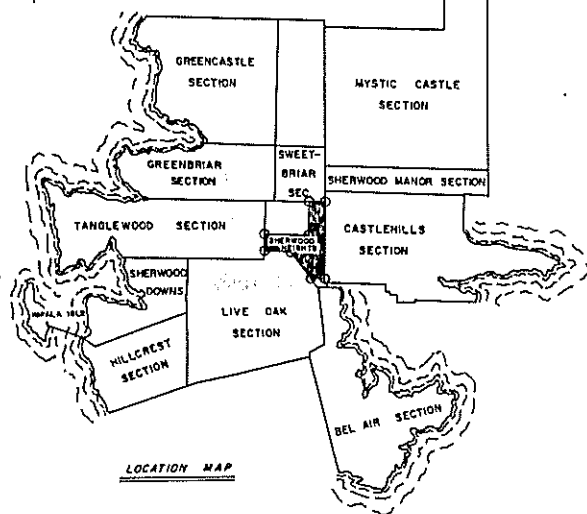 GREENCASTLE
SECTION
MYSTIC CASTLE
SECTION
GREENBRIAR
SECTION
SWEET-
BRIAR
SEC.
SHERWOOD MANOR SECTION
TANGLEWOOD SECTION
SHERWOOD
HEIGHTS
CASTLEHILLS
SECTION
SHERWOOD
DOWNS
LIVE OAK
SECTION
HILLCREST
SECTION
BEL AIR SECTION
LOCATION MAP